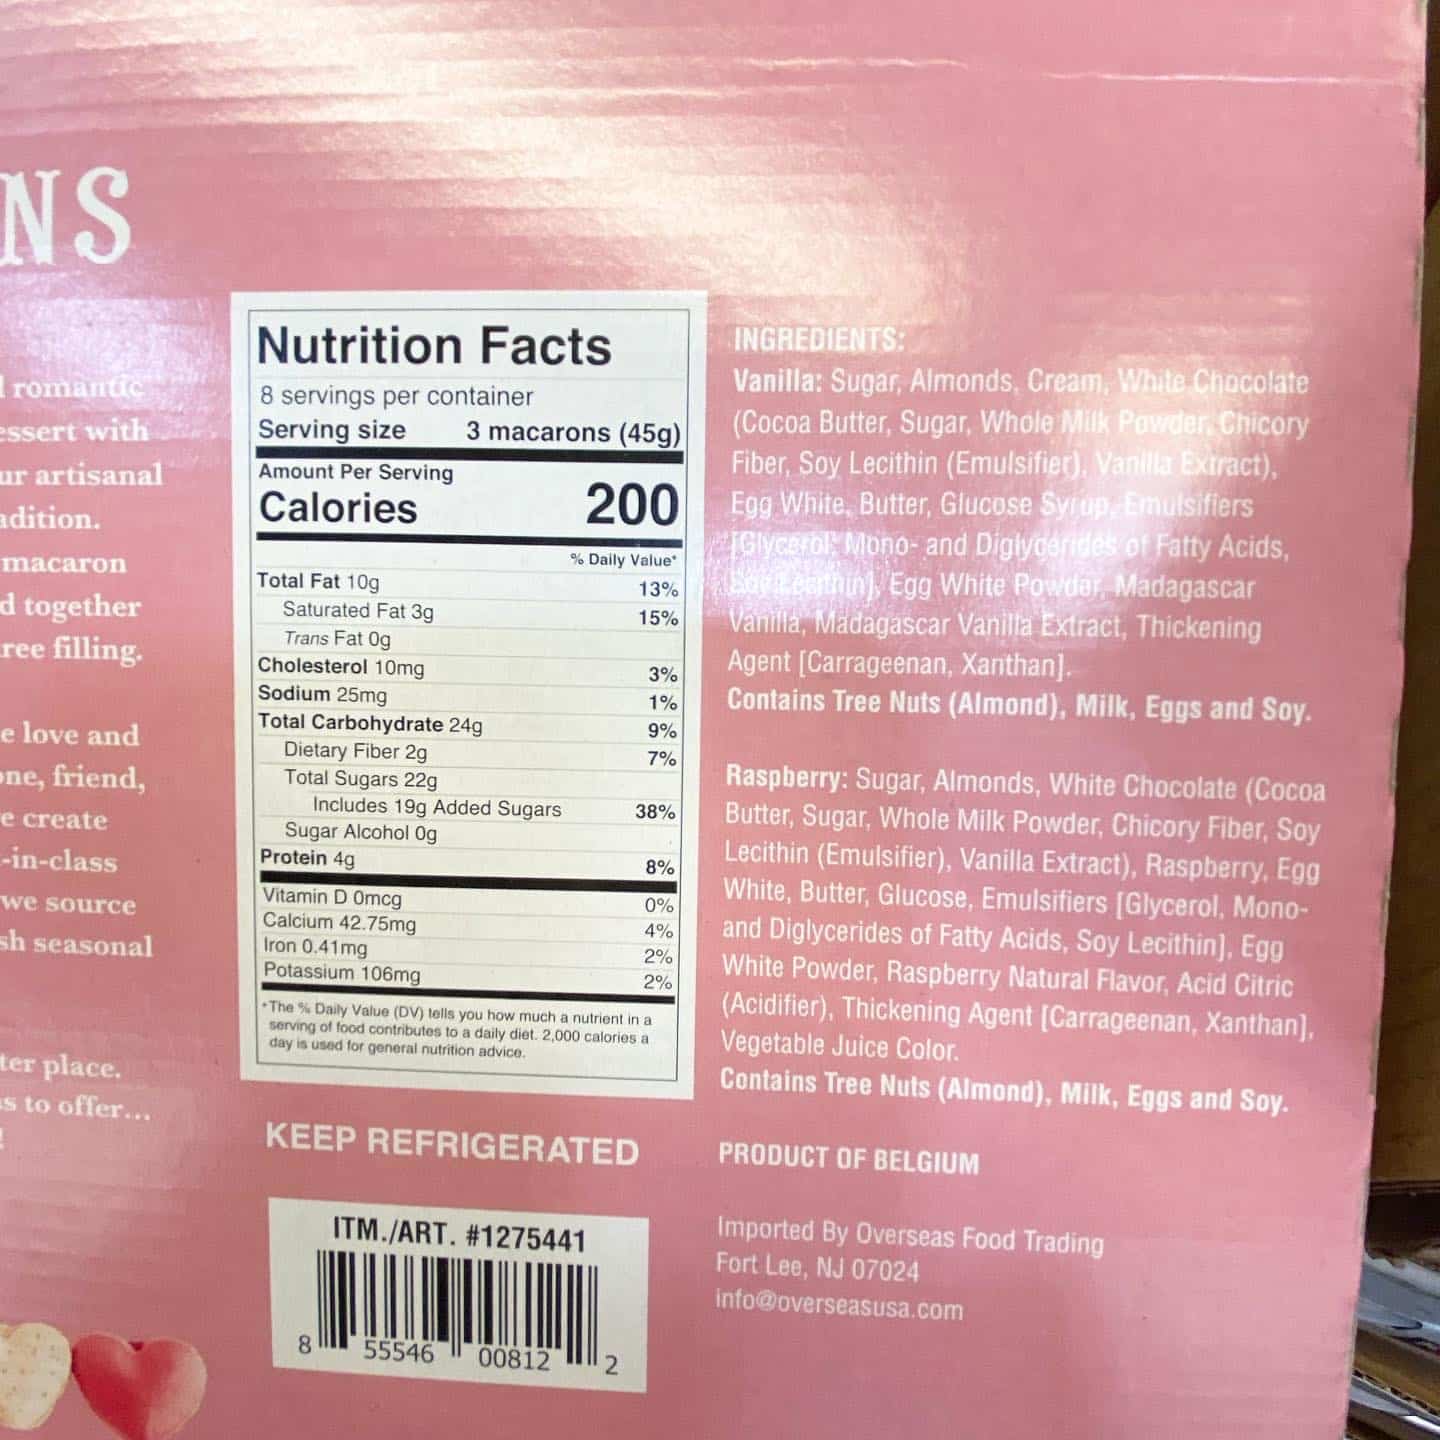 NS
romantic
essert with
ur artisanal
adition.
macaron
d together
ree filling.
e love and
one, friend,
e create
-in-class
we source
sh seasonal
ter place.
s to offer...
Nutrition Facts
8 servings per container
Serving size 3 macarons (45g)
Amount Per Serving
Calories 200
% Daily Value*
Total Fat 10g 13%
Saturated Fat 3g 15%
Trans Fat 0g
Cholesterol 10mg 3%
Sodium 25mg 1%
Total Carbohydrate 24g 9%
Dietary Fiber 2g 7%
Total Sugars 22g
Includes 19g Added Sugars 38%
Sugar Alcohol 0g
Protein 4g 8%
Vitamin D 0mcg 0%
Calcium 42.75mg 4%
Iron 0.41mg 2%
Potassium 106mg 2%
*The % Daily Value (DV) tells you how much a nutrient in a
serving of food contributes to a daily diet. 2,000 calories a
day is used for general nutrition advice.
KEEP REFRIGERATED
ITM./ART. #1275441
8 55546 00812 2
INGREDIENTS:
Vanilla: Sugar, Almonds, Cream, White Chocolate
(Cocoa Butter, Sugar, Whole Milk Powder, Chicory
Fiber, Soy Lecithin (Emulsifier), Vanilla Extract),
Egg White, Butter, Glucose Syrup, Emulsifiers
[Glycerol, Mono- and Diglycerides of Fatty Acids,
Soy Lecithin], Egg White Powder, Madagascar
Vanilla, Madagascar Vanilla Extract, Thickening
Agent [Carrageenan, Xanthan].
Contains Tree Nuts (Almond), Milk, Eggs and Soy.
Raspberry: Sugar, Almonds, White Chocolate (Cocoa
Butter, Sugar, Whole Milk Powder, Chicory Fiber, Soy
Lecithin (Emulsifier), Vanilla Extract), Raspberry, Egg
White, Butter, Glucose, Emulsifiers [Glycerol, Mono-
and Diglycerides of Fatty Acids, Soy Lecithin], Egg
White Powder, Raspberry Natural Flavor, Acid Citric
(Acidifier), Thickening Agent [Carrageenan, Xanthan],
Vegetable Juice Color.
Contains Tree Nuts (Almond), Milk, Eggs and Soy.
PRODUCT OF BELGIUM
Imported By Overseas Food Trading
Fort Lee, NJ 07024
info@overseasusa.com